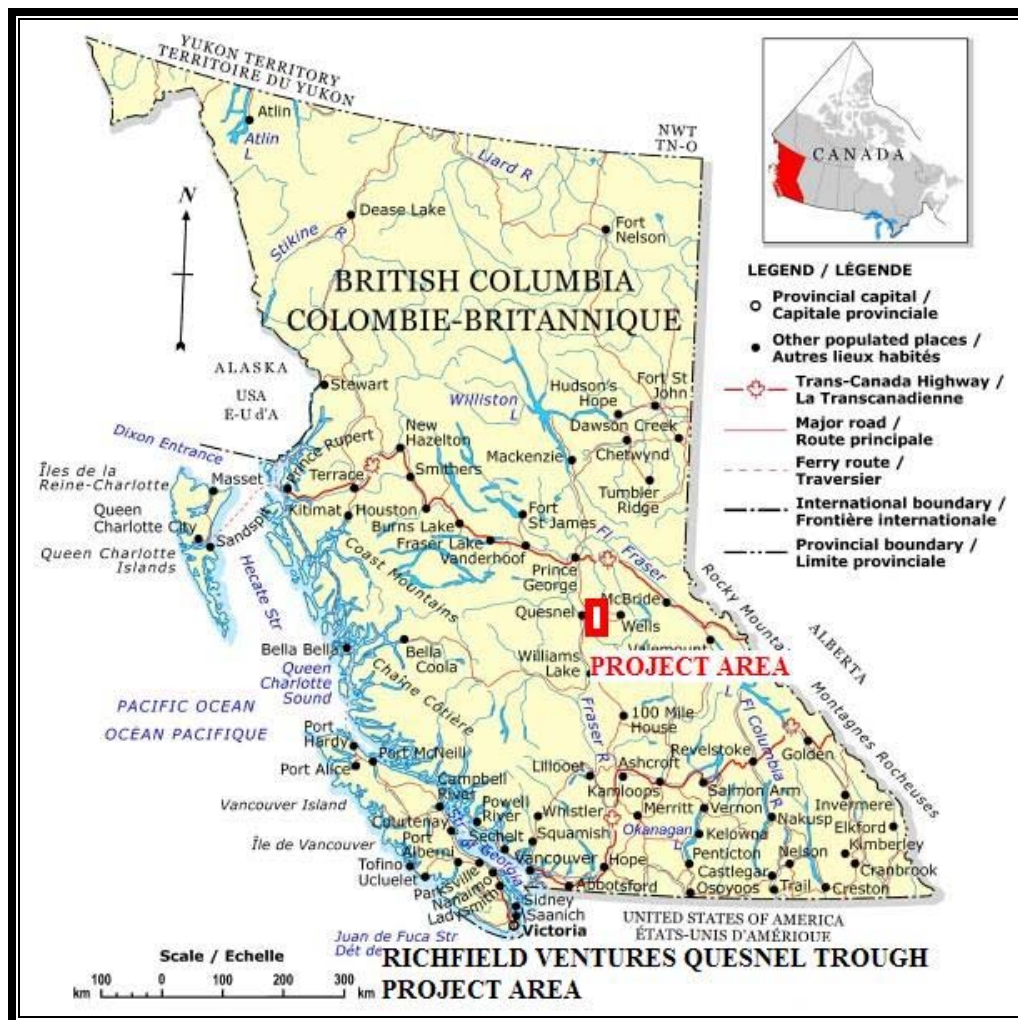 YUKON TERRITORY
TERRITOIRE DU YUKON
NWT
TN-O
Atlin
Atlin
L
Liard R
Dease Lake
Stikine
R
Fort
Nelson
N
BRITISH COLUMBIA
COLOMBIE-BRITANNIQUE
ALASKA
USA
E-U d'A
Stewart
Williston
L
Hudson's
Hope
Fort St
John
Dawson Creek
Chetwynd
Mackenzie
Tumbler
Ridge
New
Hazelton
Smithers
Dixon Entrance
Prince Rupert
Terrace
Kitimat
Houston
Burns Lake
Fort
St James
Fraser Lake
Vanderhoof
Prince
George
Fl Fraser
Îles de la
Reine-Charlotte
Masset
Queen
Charlotte City
Sandspit
Queen Charlotte
Islands
Hecate Str
Coast Mountains
Quesnel
McBride
Wells
Valemount
Rocky Mounta
ALBERTA
Bella Bella
Bella
Coola
Williams
Lake
PROJECT AREA
L
Queen
Charlotte
Sound
Chaîne Côtière
PACIFIC OCEAN
OCÉAN PACIFIQUE
Fraser R
100 Mile
House
Fl Columbia
R
Montagnes Rocheuses
Port
Hardy
Port McNeill
Port Alice
Lillooet
Ashcroft
Kamloops
Revelstoke
Golden
Salmon Arm
Vancouver Island
Île de Vancouver
Campbell
River
Courtenay
Powell
River
Whistler
Merritt
Vernon
Nakusp
Invermere
Elkford
Kimberley
Cranbrook
Port
Alberni
Sechelt
Squamish
Okanagan
L
Kelowna
Penticton
Nelson
Str d
Georgia
Tofino
Ucluelet
Parksville
Nanaimo
Ladysmith
Vancouver
Hope
Abbotsford
Castlegar
Osoyoos
Trail
Creston
Sidney
Saanich
Victoria
UNITED STATES OF AMERICA
ÉTATS-UNIS D'AMÉRIQUE
Juan de Fuca Str
Dét de
CANADA
LEGEND / LÉGENDE
Provincial capital /
Capitale provinciale
Other populated places /
Autres lieux habités
Trans-Canada Highway /
La Transcanadienne
Major road /
Route principale
Ferry route /
Traversier
International boundary /
Frontière internationale
Provincial boundary /
Limite provinciale
Scale / Echelle
100 0 100 200 300
km km
RICHFIELD VENTURES QUESNEL TROUGH
PROJECT AREA